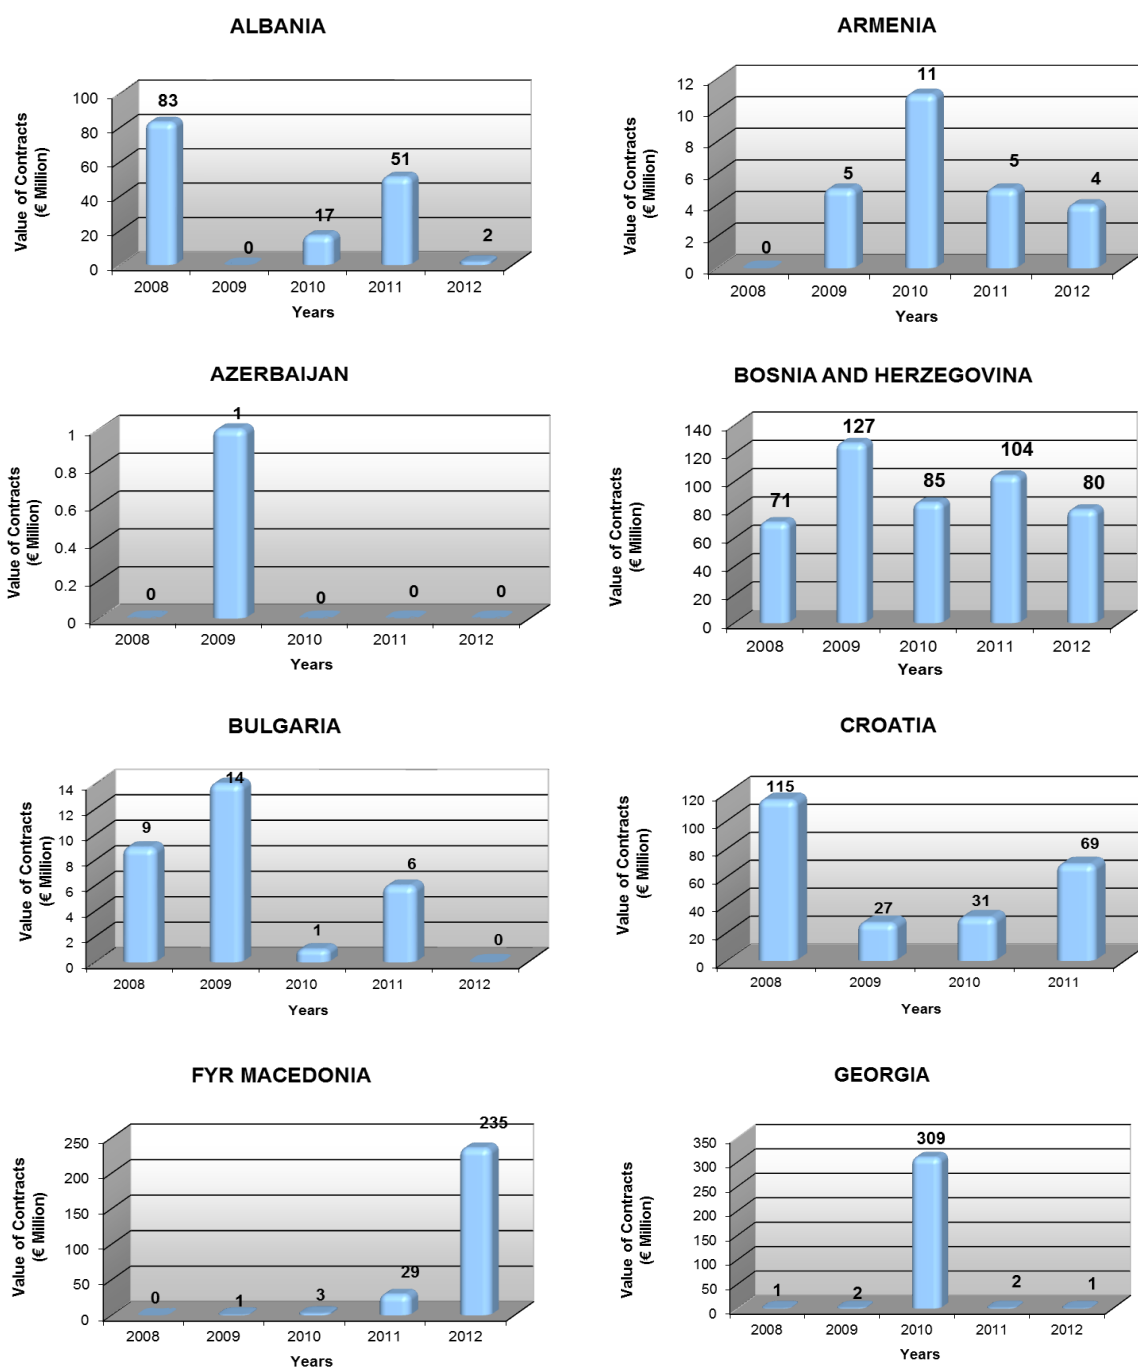 ALBANIA
Value of Contracts
(€ Million)
100
80
60
40
20
0
83
0
17
51
2
2008 2009 2010 2011 2012
Years
ARMENIA
Value of Contracts
(€ Million)
12
10
8
6
4
2
0
0
5
11
5
4
2008 2009 2010 2011 2012
Years
AZERBAIJAN
Value of Contracts
(€ Million)
1
0.8
0.6
0.4
0.2
0
0
1
0
0
0
2008 2009 2010 2011 2012
Years
BOSNIA AND HERZEGOVINA
Value of Contracts
(€ Million)
140
120
100
80
60
40
20
0
71
127
85
104
80
2008 2009 2010 2011 2012
Years
BULGARIA
Value of Contracts
(€ Million)
14
12
10
8
6
4
2
0
9
14
1
6
0
2008 2009 2010 2011 2012
Years
CROATIA
Value of Contracts
(€ Million)
120
100
80
60
40
20
0
115
27
31
69
2008 2009 2010 2011
Years
FYR MACEDONIA
Value of Contracts
(€ Million)
250
200
150
100
50
0
0
1
3
29
235
2008 2009 2010 2011 2012
Years
GEORGIA
Value of Contracts
(€ Million)
350
300
250
200
150
100
50
0
1
2
309
2
1
2008 2009 2010 2011 2012
Years